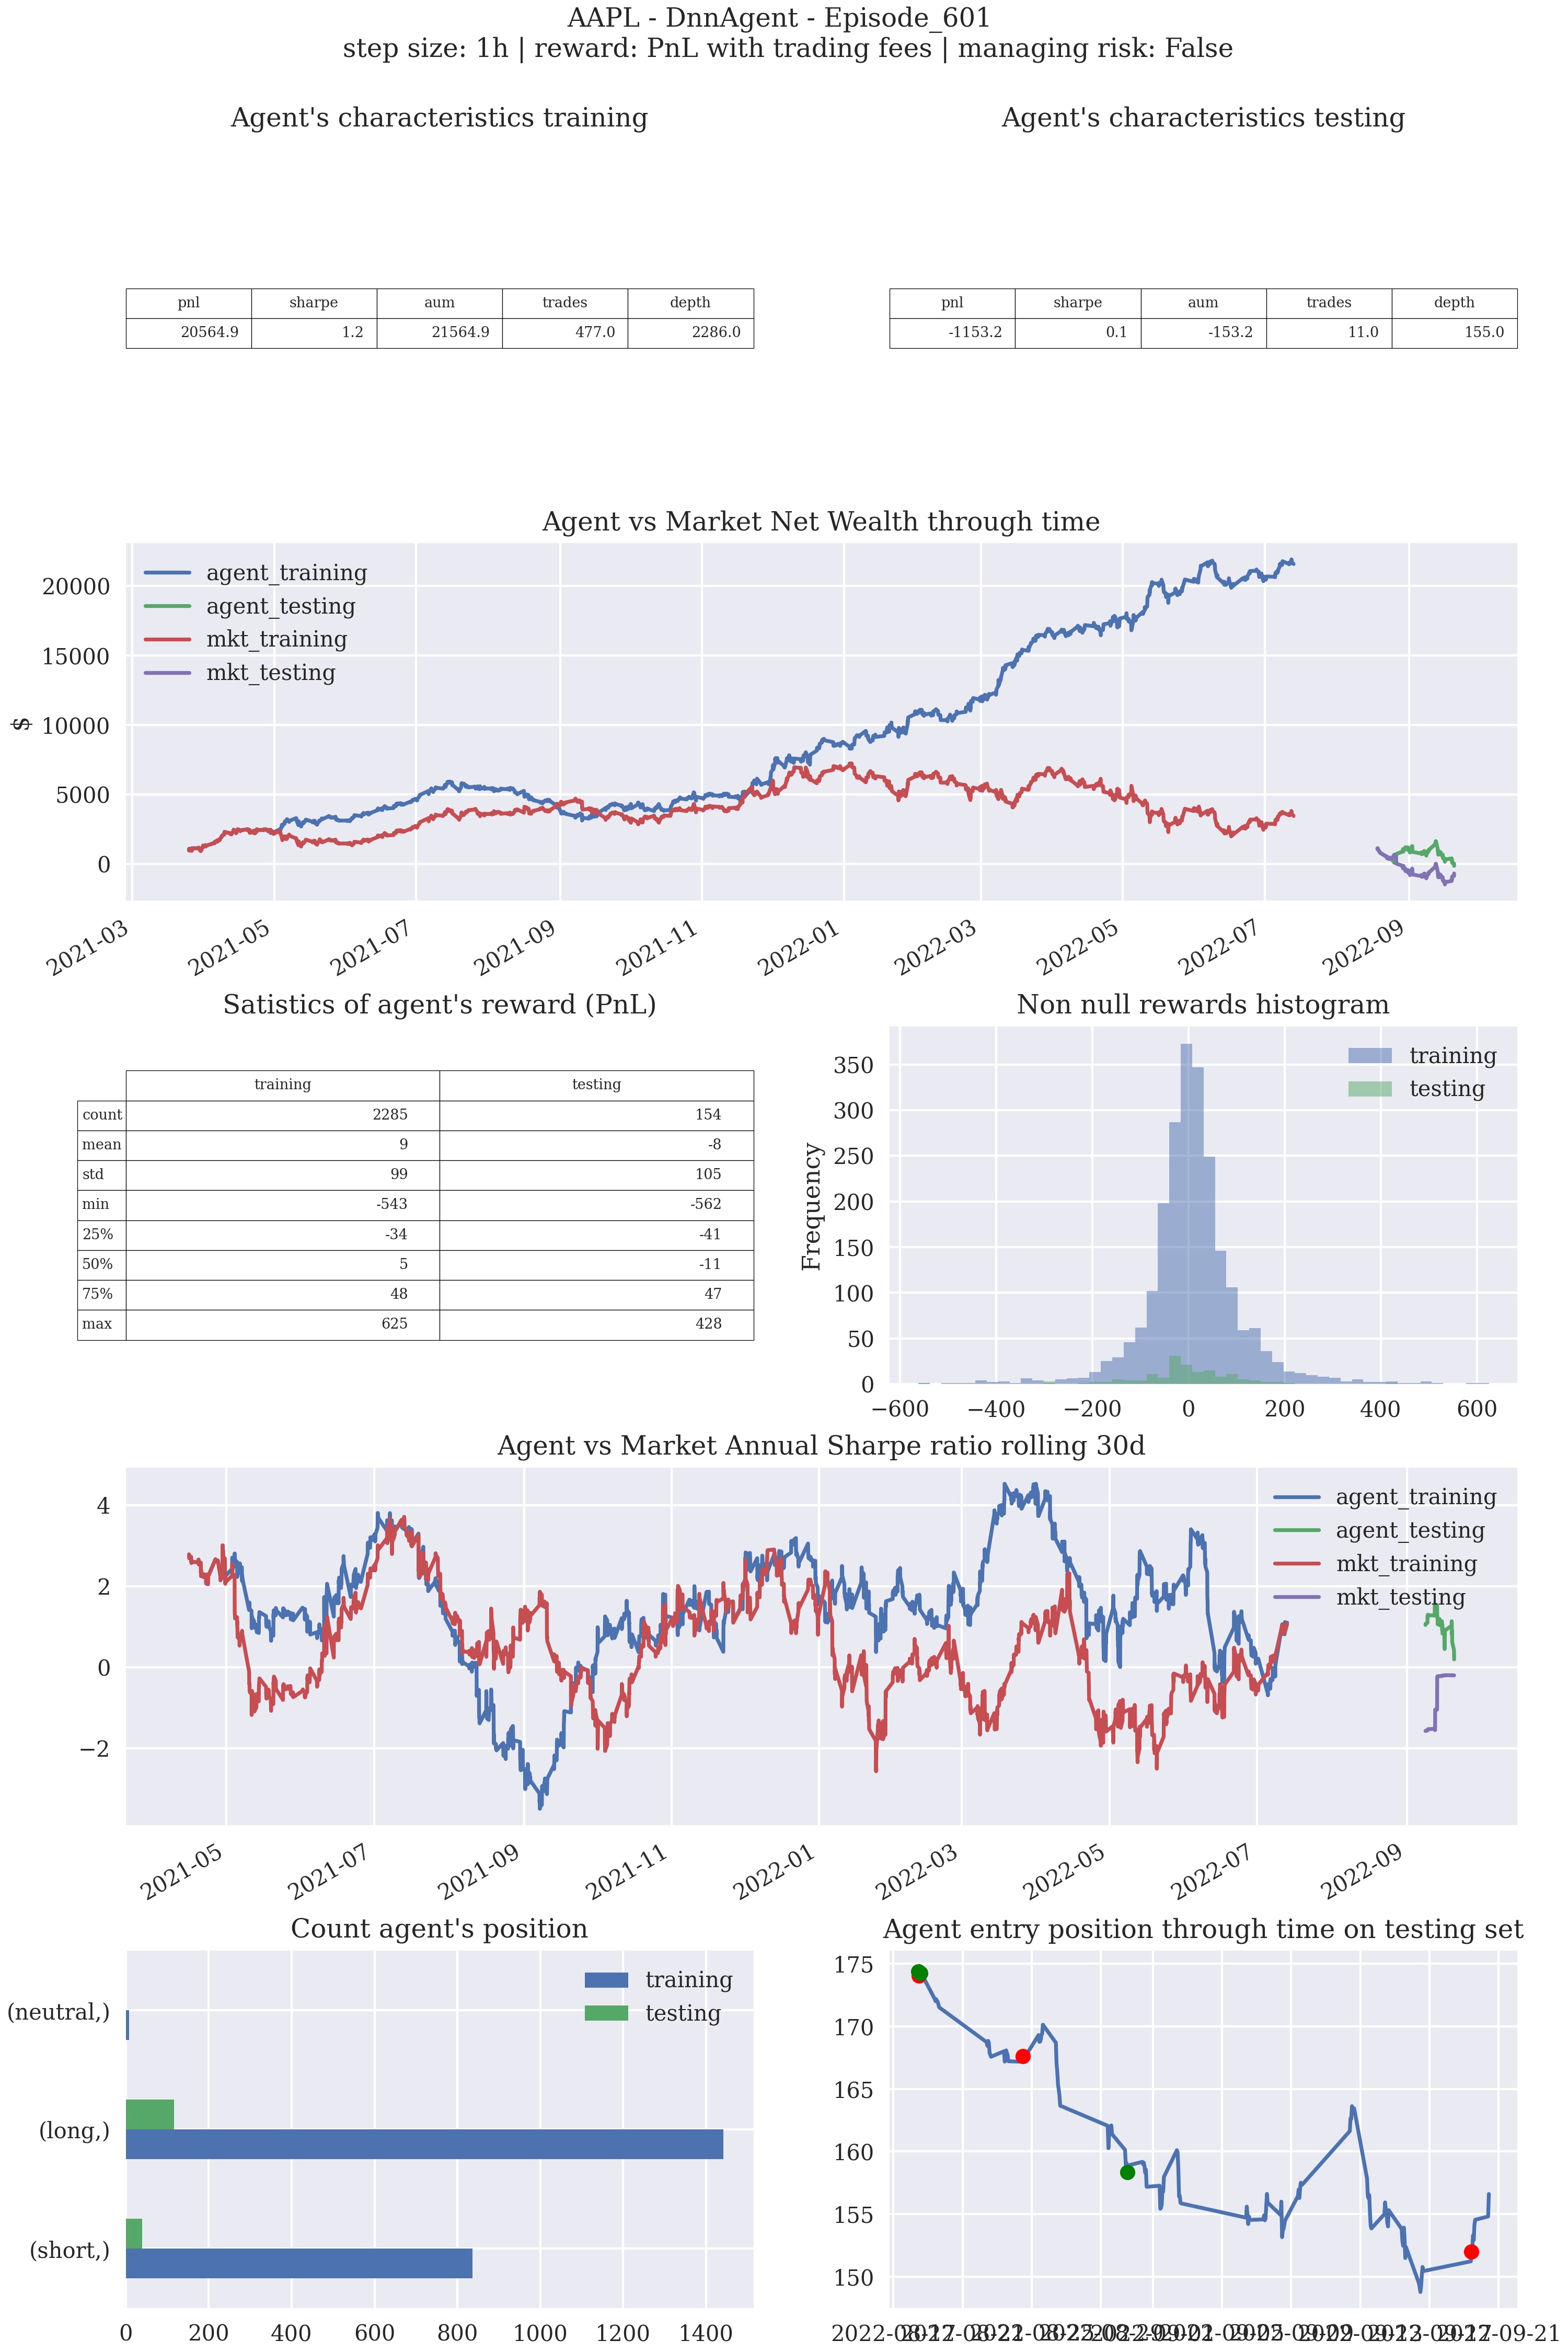 AAPL - DnnAgent - Episode_601
step size: 1h | reward: PnL with trading fees | managing risk: False
Agent's characteristics training
pnl sharpe aum trades depth
20564.9 1.2 21564.9 477.0 2286.0
Agent's characteristics testing
pnl sharpe aum trades depth
-1153.2 0.1 -153.2 11.0 155.0
Agent vs Market Net Wealth through time
agent_training
agent_testing
mkt_training
mkt_testing
$
20000
15000
10000
5000
0
2021-03 2021-05 2021-07 2021-09 2021-11 2022-01 2022-03 2022-05 2022-07 2022-09
Satistics of agent's reward (PnL)
training testing
count 2285 154
mean 9 -8
std 99 105
min -543 -562
25% -34 -41
50% 5 -11
75% 48 47
max 625 428
Non null rewards histogram
training
testing
Frequency
350
300
250
200
150
100
50
0
−600 −400 −200 0 200 400 600
Agent vs Market Annual Sharpe ratio rolling 30d
agent_training
agent_testing
mkt_training
mkt_testing
4
2
0
−2
2021-05 2021-07 2021-09 2021-11 2022-01 2022-03 2022-05 2022-07 2022-09
Count agent's position
training
testing
(neutral,)
(long,)
(short,)
0 200 400 600 800 1000 1200 1400
Agent entry position through time on testing set
175
170
165
160
155
150